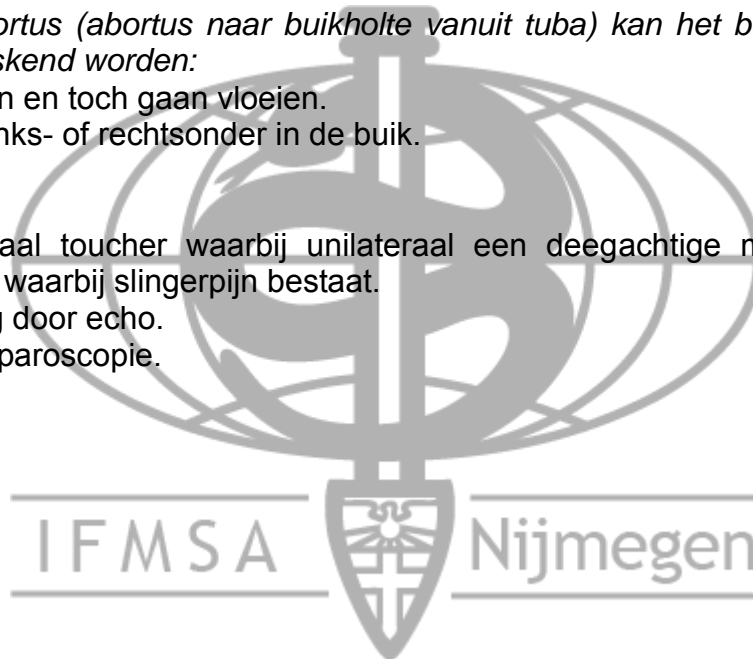 ortus (abortus naar buikholte vanuit tuba) kan het b
skend worden:
n en toch gaan vloeien.
nks- of rechtsonder in de buik.
aal toucher waarbij unilateraal een deegachtige m
waarbij slingerpijn bestaat.
g door echo.
paroscopie.
IFMSA Nijmegen